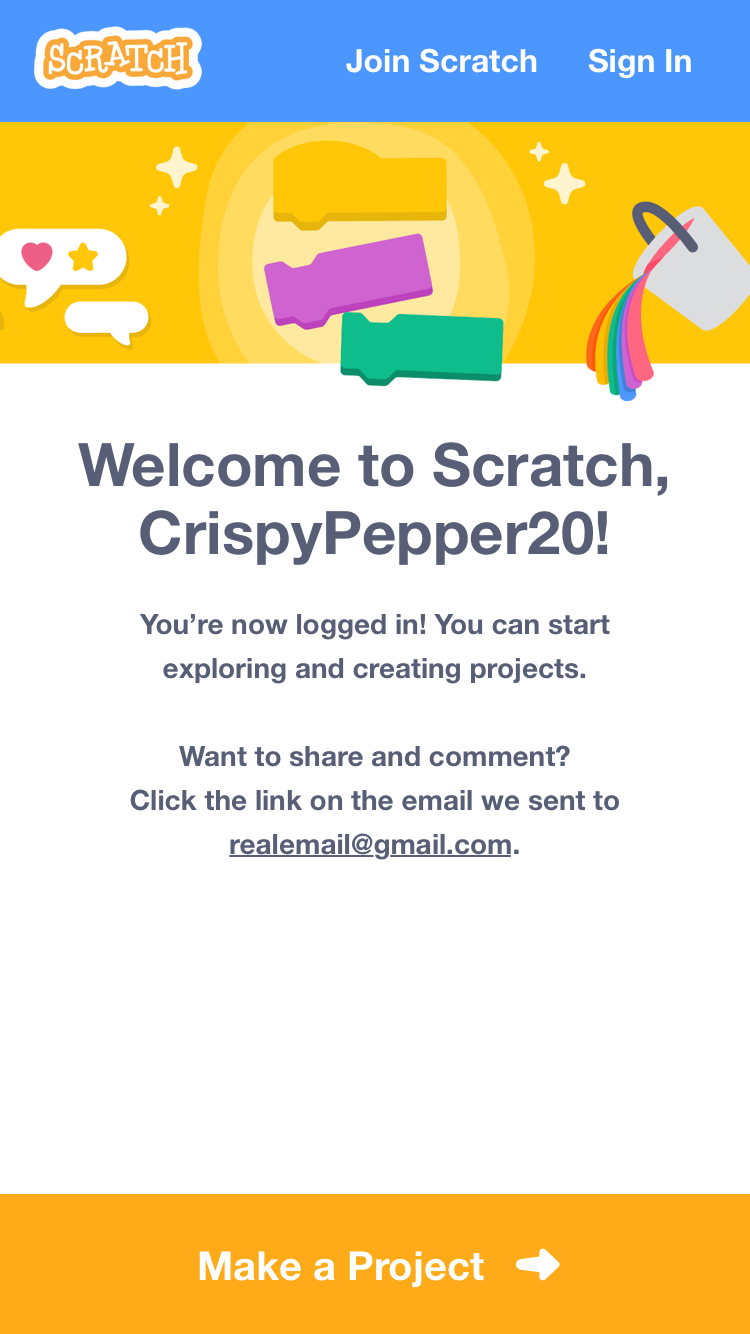 SCRATCH
Join Scratch
Sign In
Welcome to Scratch,
CrispyPepper20!
You’re now logged in! You can start
exploring and creating projects.
Want to share and comment?
Click the link on the email we sent to
realemail@gmail.com.
Make a Project